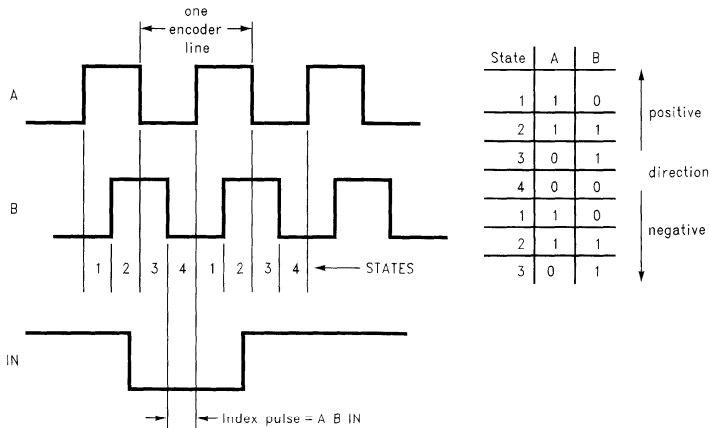 one
encoder
line
A
B
1 2 3 4 1 2 3 4 STATES
IN
Index pulse = A B IN
State A B
1 1 0
2 1 1
3 0 1
4 0 0
1 1 0
2 1 1
3 0 1
positive
direction
negative